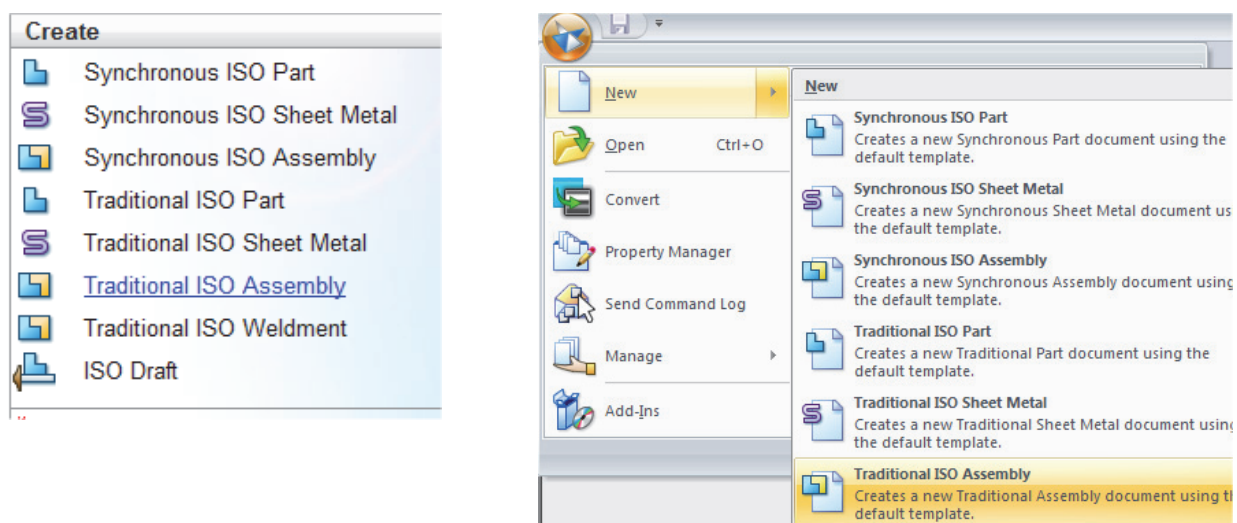 Create
Synchronous ISO Part
Synchronous ISO Sheet Metal
Synchronous ISO Assembly
Traditional ISO Part
Traditional ISO Sheet Metal
Traditional ISO Assembly
Traditional ISO Weldment
ISO Draft
New
Open Ctrl+O
Convert
Property Manager
Send Command Log
Manage
Add-Ins
New
Synchronous ISO Part
Creates a new Synchronous Part document using the
default template.
Synchronous ISO Sheet Metal
Creates a new Synchronous Sheet Metal document us
the default template.
Synchronous ISO Assembly
Creates a new Synchronous Assembly document using
the default template.
Traditional ISO Part
Creates a new Traditional Part document using the
default template.
Traditional ISO Sheet Metal
Creates a new Traditional Sheet Metal document using
the default template.
Traditional ISO Assembly
Creates a new Traditional Assembly document using th
default template.